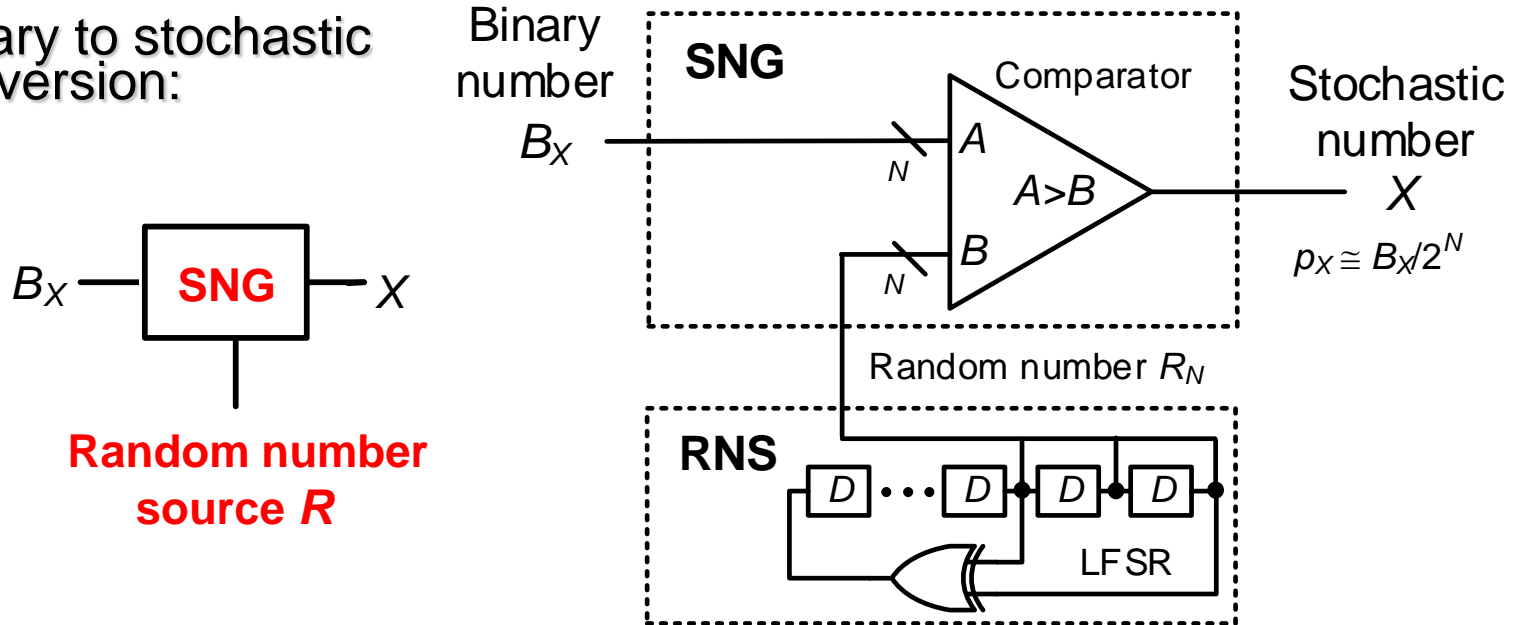 ary to stochastic
version:
B_X
SNG
X
Random number
source R
Binary
number
B_X
SNG
Comparator
N
A
A>B
N
B
Stochastic
number
X
p_X ≅ B_X/2^N
Random number R_N
RNS
D • • • D D D
LFSR